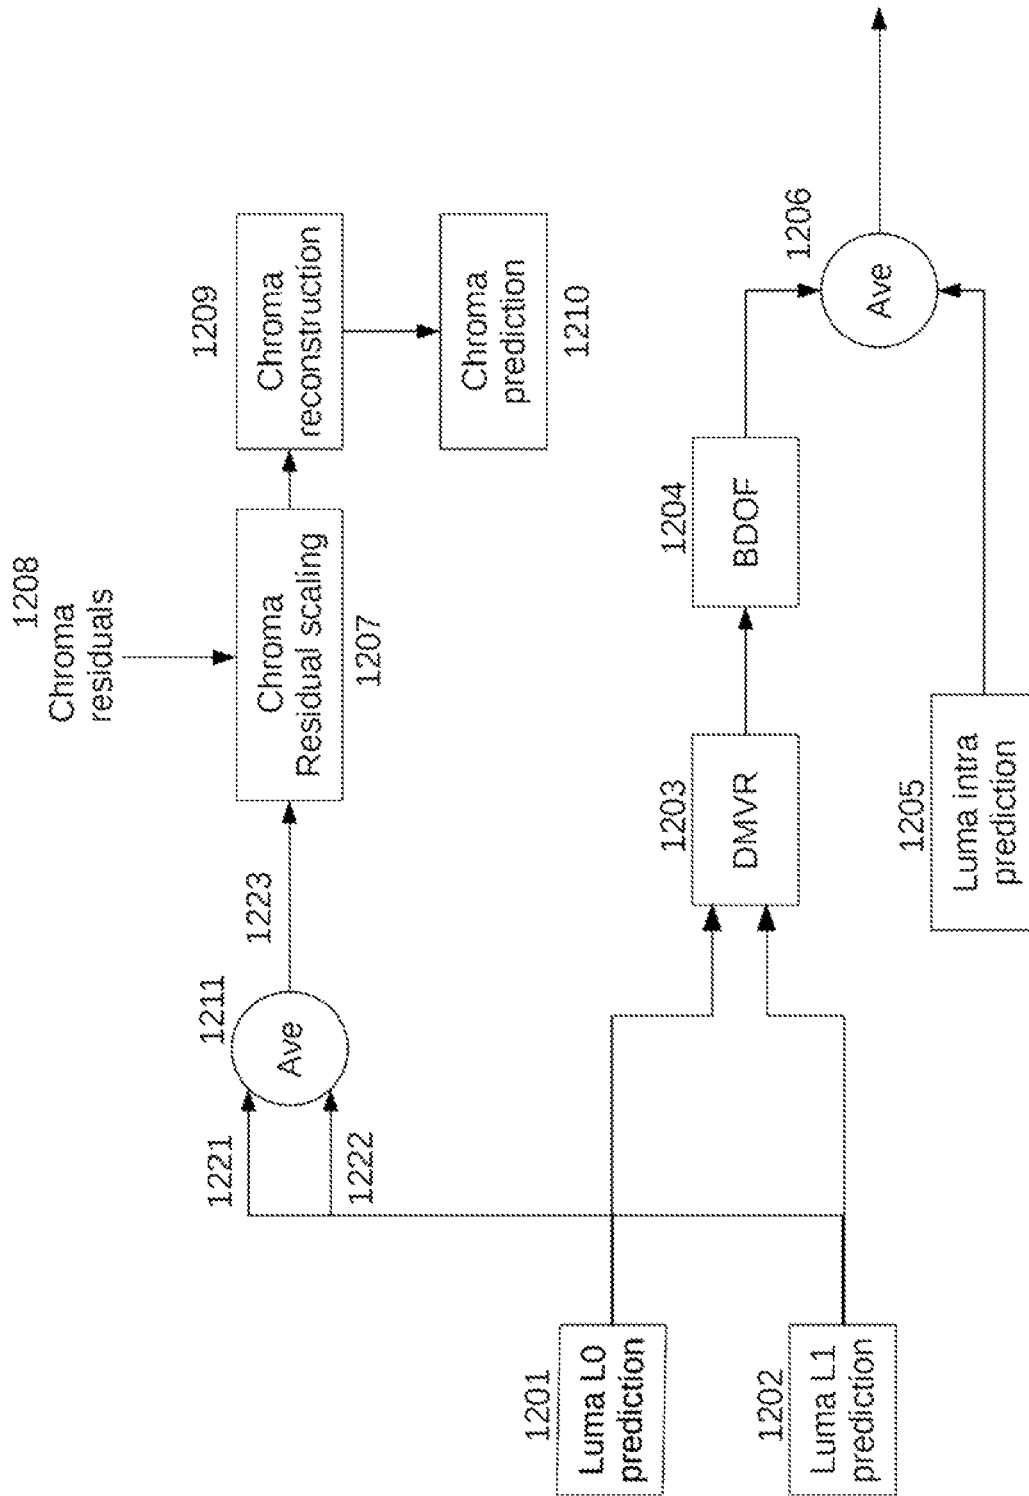 1208
Chroma
residuals
1221
1222
1211
Ave
1223
Chroma
Residual scaling
1207
1209
Chroma
reconstruction
Chroma
prediction
1210
1201
Luma L0
prediction
1202
Luma L1
prediction
1203
DMVR
1204
BDOF
1205
Luma intra
prediction
1206
Ave